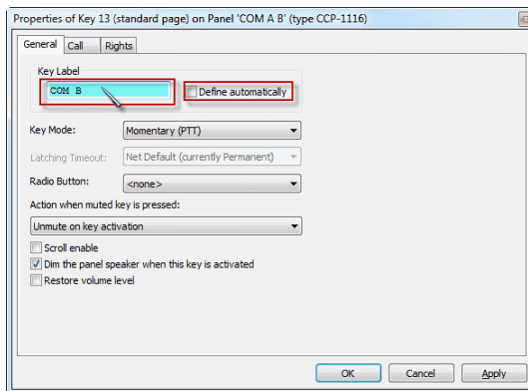 Properties of Key 13 (standard page) on Panel 'COM A B' (type CCP-1116)
General Call Rights
Key Label
COM B
Define automatically
Key Mode: Momentary (PTT)
Latching Timeout: Net Default (currently Permanent)
Radio Button: <none>
Action when muted key is pressed:
Unmute on key activation
Scroll enable
Dim the panel speaker when this key is activated
Restore volume level
OK Cancel Apply